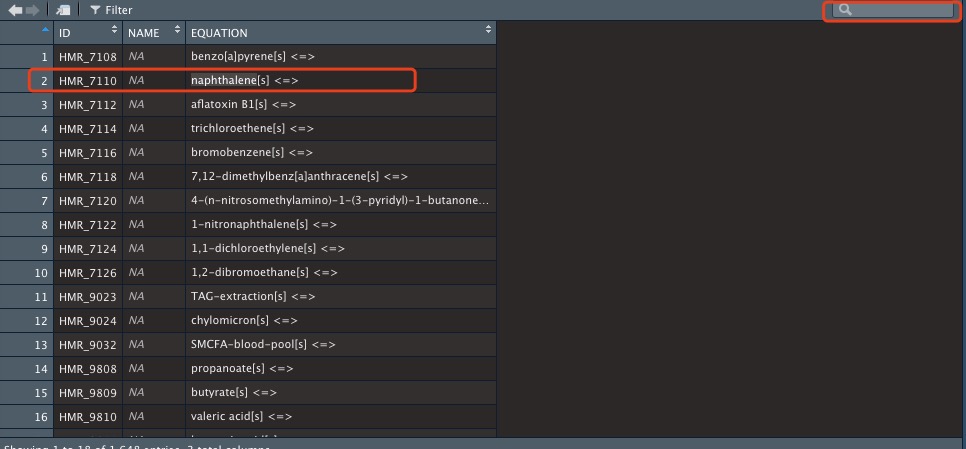 Filter
ID NAME EQUATION
1 HMR_7108 NA benzo[a]pyrene[s] <=>
2 HMR_7110 NA naphthalene[s] <=>
3 HMR_7112 NA aflatoxin B1[s] <=>
4 HMR_7114 NA trichloroethene[s] <=>
5 HMR_7116 NA bromobenzene[s] <=>
6 HMR_7118 NA 7,12-dimethylbenz[a]anthracene[s] <=>
7 HMR_7120 NA 4-(n-nitrosomethylamino)-1-(3-pyridyl)-1-butanone...
8 HMR_7122 NA 1-nitronaphthalene[s] <=>
9 HMR_7124 NA 1,1-dichloroethylene[s] <=>
10 HMR_7126 NA 1,2-dibromoethane[s] <=>
11 HMR_9023 NA TAG-extraction[s] <=>
12 HMR_9024 NA chylomicron[s] <=>
13 HMR_9032 NA SMCFA-blood-pool[s] <=>
14 HMR_9808 NA propanoate[s] <=>
15 HMR_9809 NA butyrate[s] <=>
16 HMR_9810 NA valeric acid[s] <=>
Showing 1 to 18 of 1,648 entries, 3 total columns